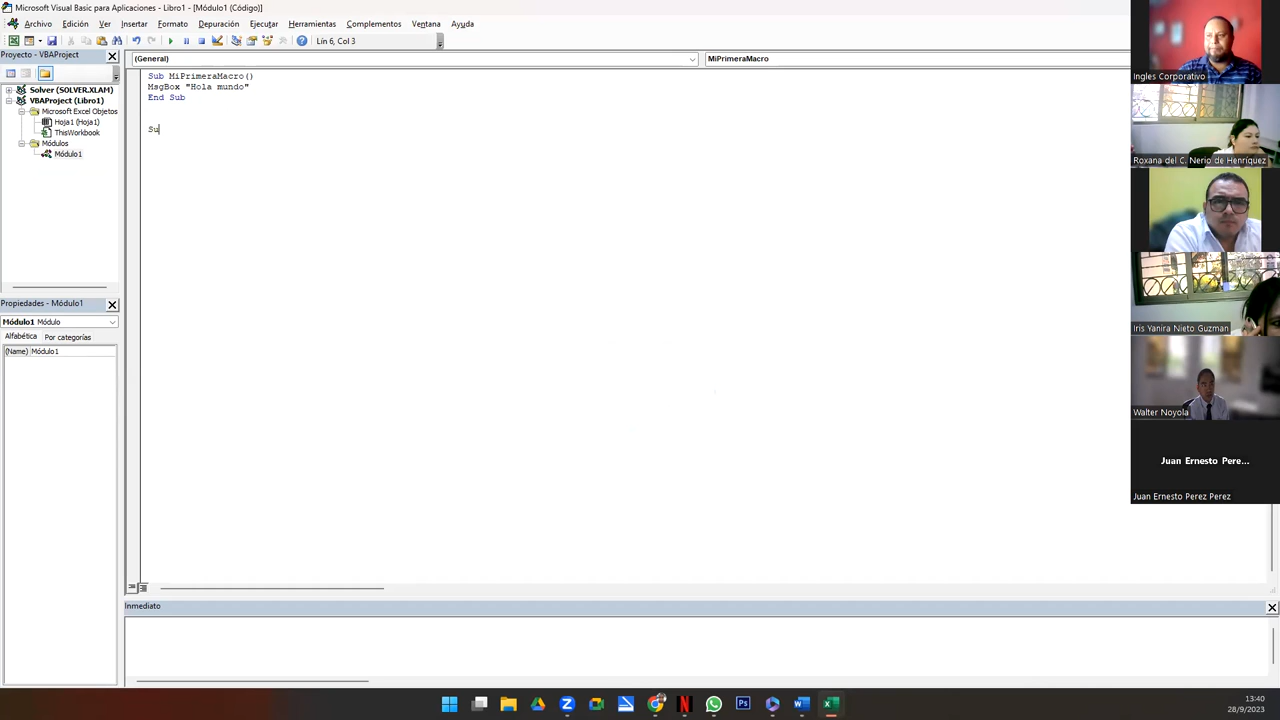 Microsoft Visual Basic para Aplicaciones - Libro1 - [Módulo1 (Código)]
Archivo Edición Ver Insertar Formato Depuración Ejecutar Herramientas Complementos Ventana Ayuda
Lín 6, Col 3
Proyecto - VBAProject
(General)
MiPrimeraMacro
Solver (SOLVER.XLAM)
VBAProject (Libro1)
Microsoft Excel Objetos
Hoja1 (Hoja1)
ThisWorkbook
Módulos
Módulo1
Sub MiPrimeraMacro()
MsgBox "Hola mundo"
End Sub
Su
Propiedades - Módulo1
Módulo1 Módulo
Alfabética Por categorías
(Name) Módulo1
Inmediato
Ingles Corporativo
Roxana del C. Nerio de Henríquez
Iris Yanira Nieto Guzman
Walter Noyola
Juan Ernesto Pere...
Juan Ernesto Perez Perez
13:40
28/9/2023